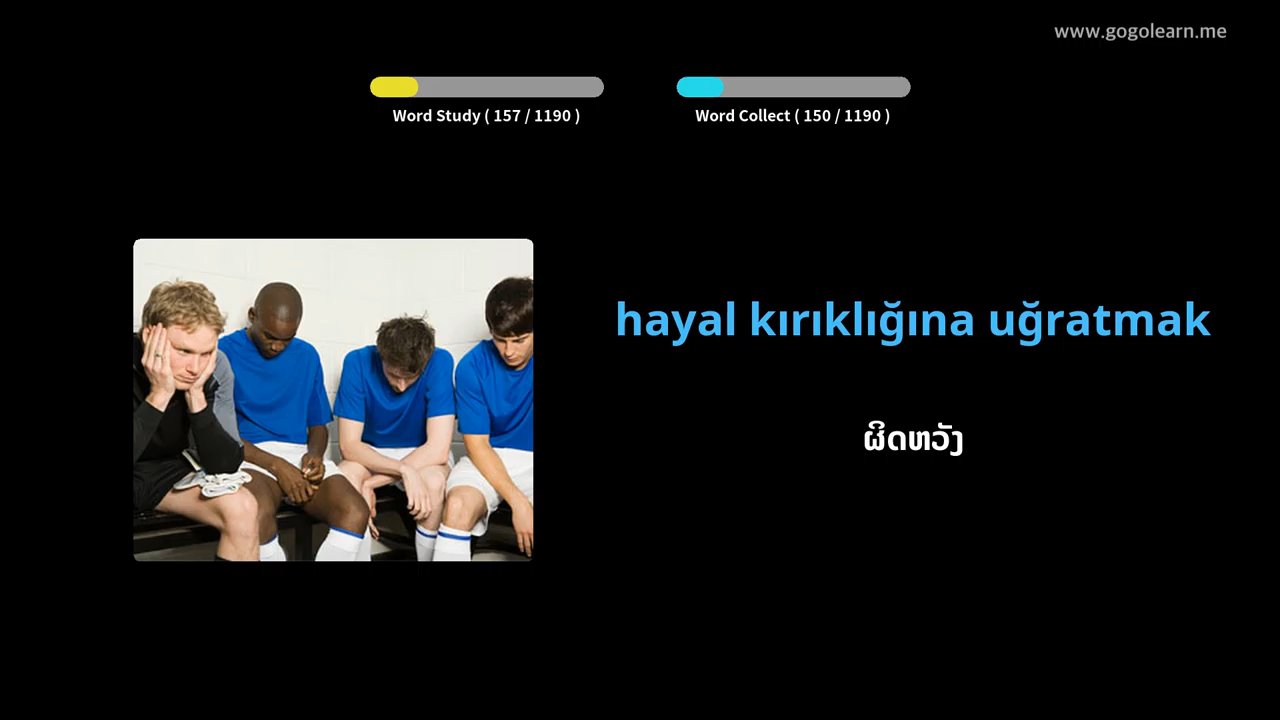 www.gogolearn.me
Word Study ( 157 / 1190 )
Word Collect ( 150 / 1190 )
hayal kırıklığına uğratmak
ຜິດຫວັງ